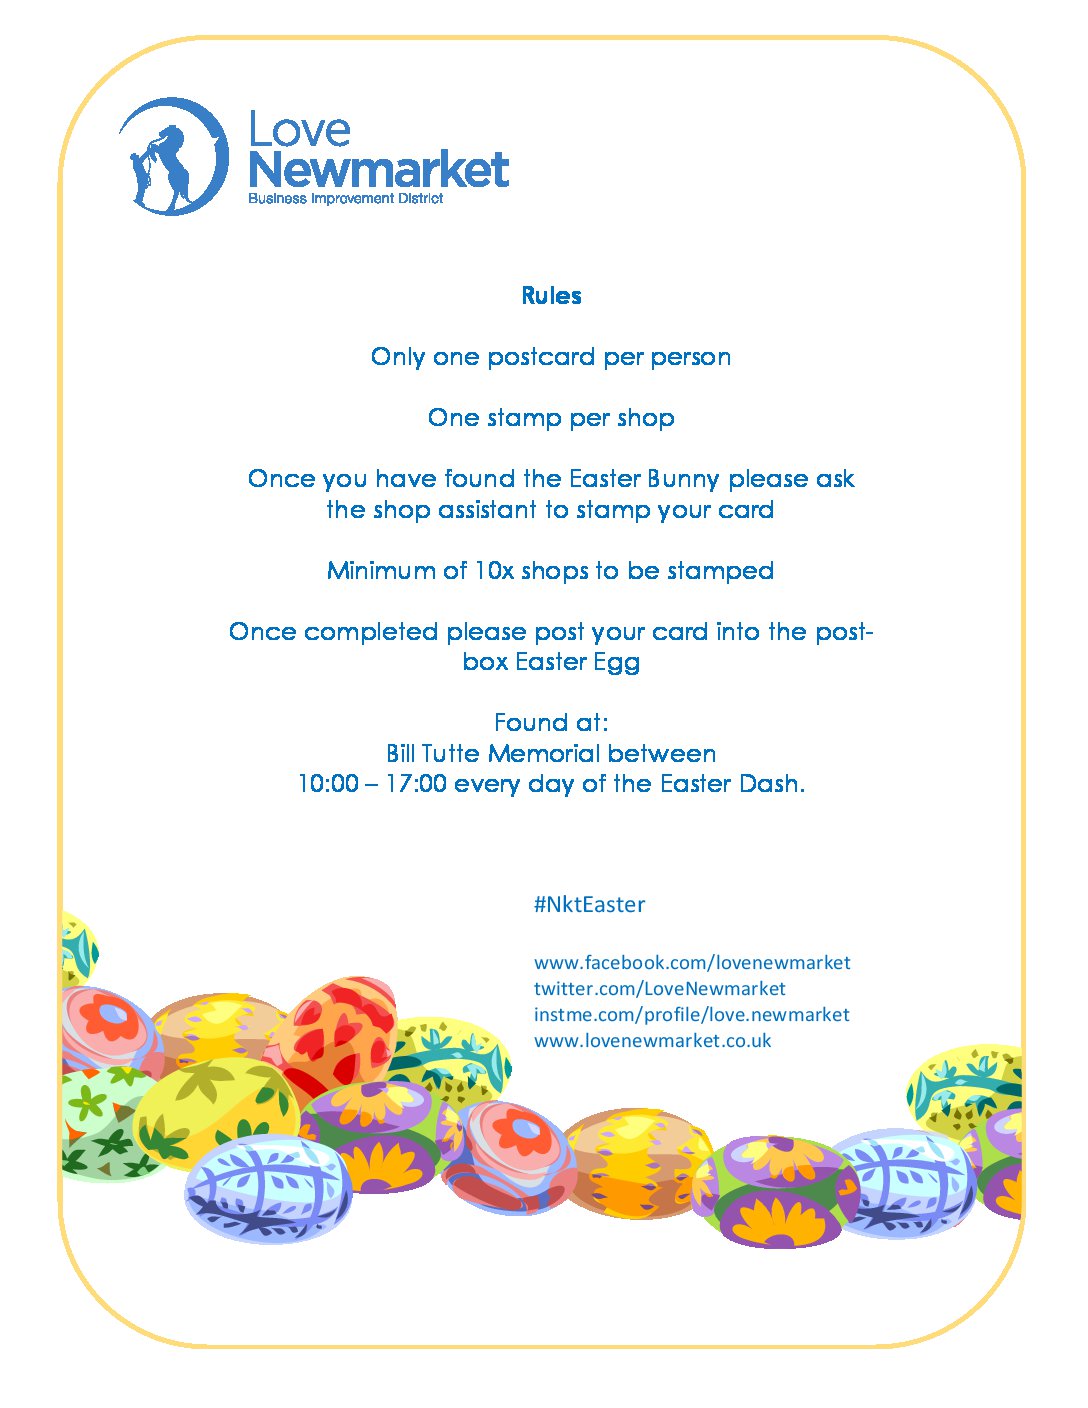 Love
Newmarket
Business Improvement District
Rules
Only one postcard per person
One stamp per shop
Once you have found the Easter Bunny please ask
the shop assistant to stamp your card
Minimum of 10x shops to be stamped
Once completed please post your card into the post-
box Easter Egg
Found at:
Bill Tutte Memorial between
10:00 – 17:00 every day of the Easter Dash.
#NktEaster
www.facebook.com/lovenewmarket
twitter.com/LoveNewmarket
instme.com/profile/love.newmarket
www.lovenewmarket.co.uk